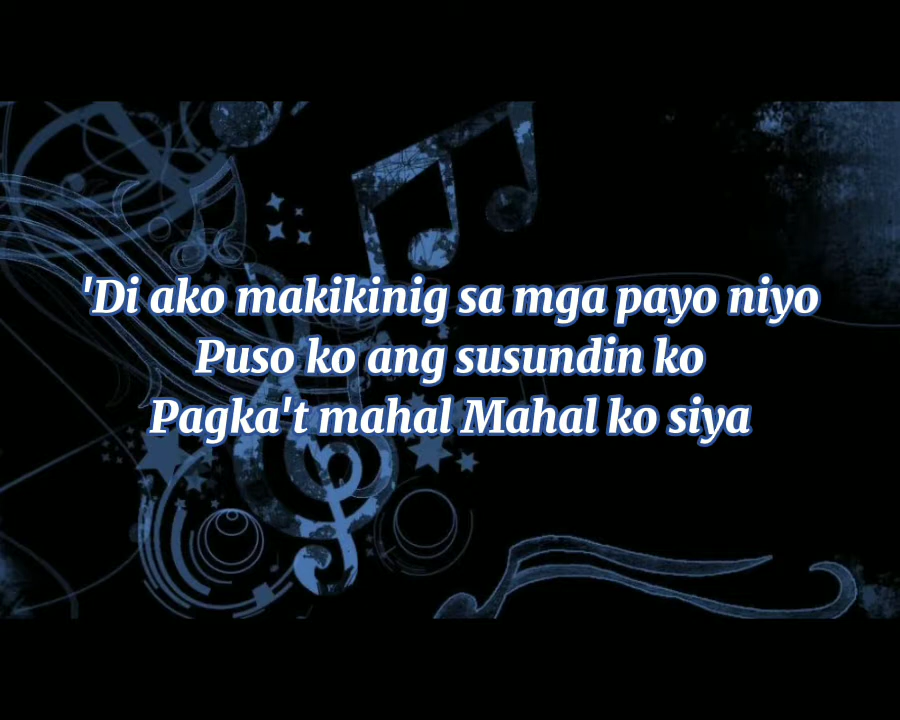 'Di ako makikinig sa mga payo niyo
Puso ko ang susundin ko
Pagka't mahal Mahal ko siya